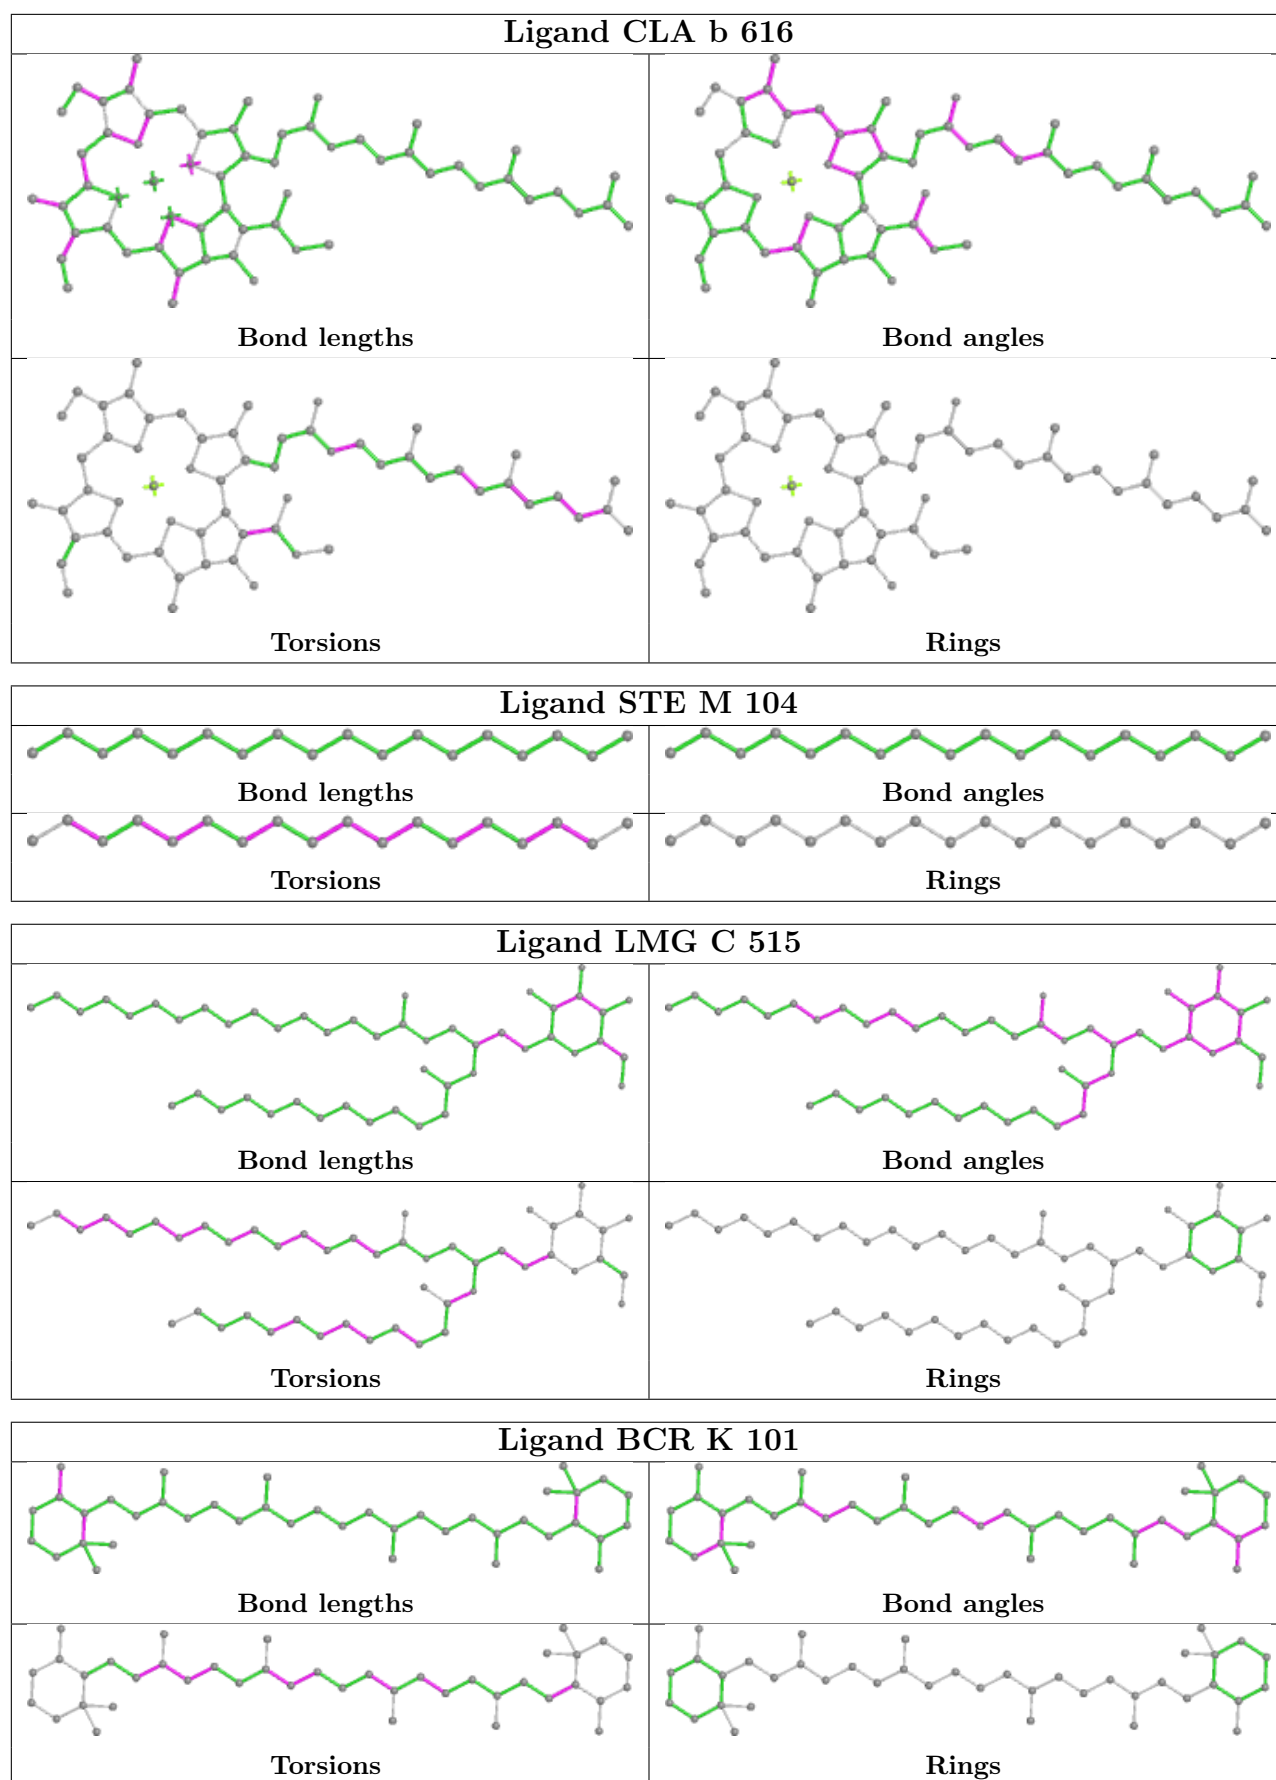 Ligand CLA b 616
Bond lengths
Bond angles
Torsions
Rings
Ligand STE M 104
Bond lengths
Bond angles
Torsions
Rings
Ligand LMG C 515
Bond lengths
Bond angles
Torsions
Rings
Ligand BCR K 101
Bond lengths
Bond angles
Torsions
Rings